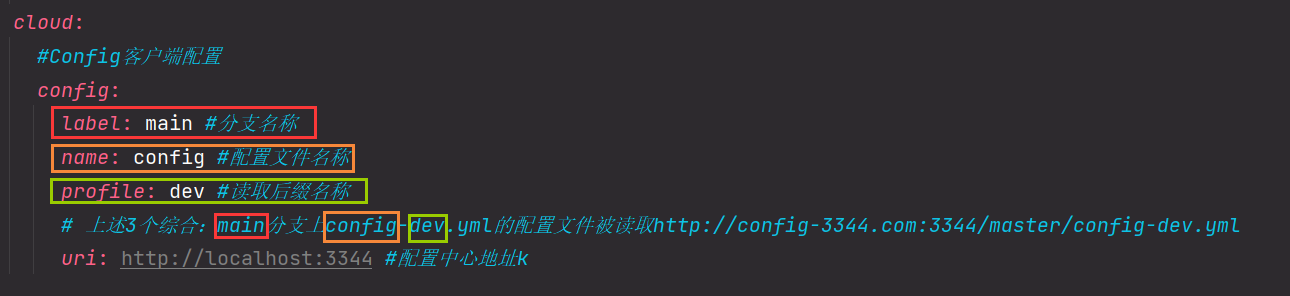 cloud:
#Config客户端配置
config:
label: main #分支名称
name: config #配置文件名称
profile: dev #读取后缀名称
# 上述3个综合：main分支上config-dev.yml的配置文件被读取http://config-3344.com:3344/master/config-dev.yml
uri: http://localhost:3344 #配置中心地址k